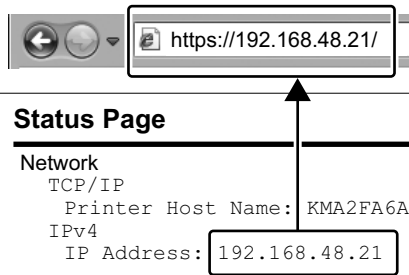 https://192.168.48.21/
Status Page
Network
TCP/IP
Printer Host Name: KMA2FA6A
IPv4
IP Address: 192.168.48.21